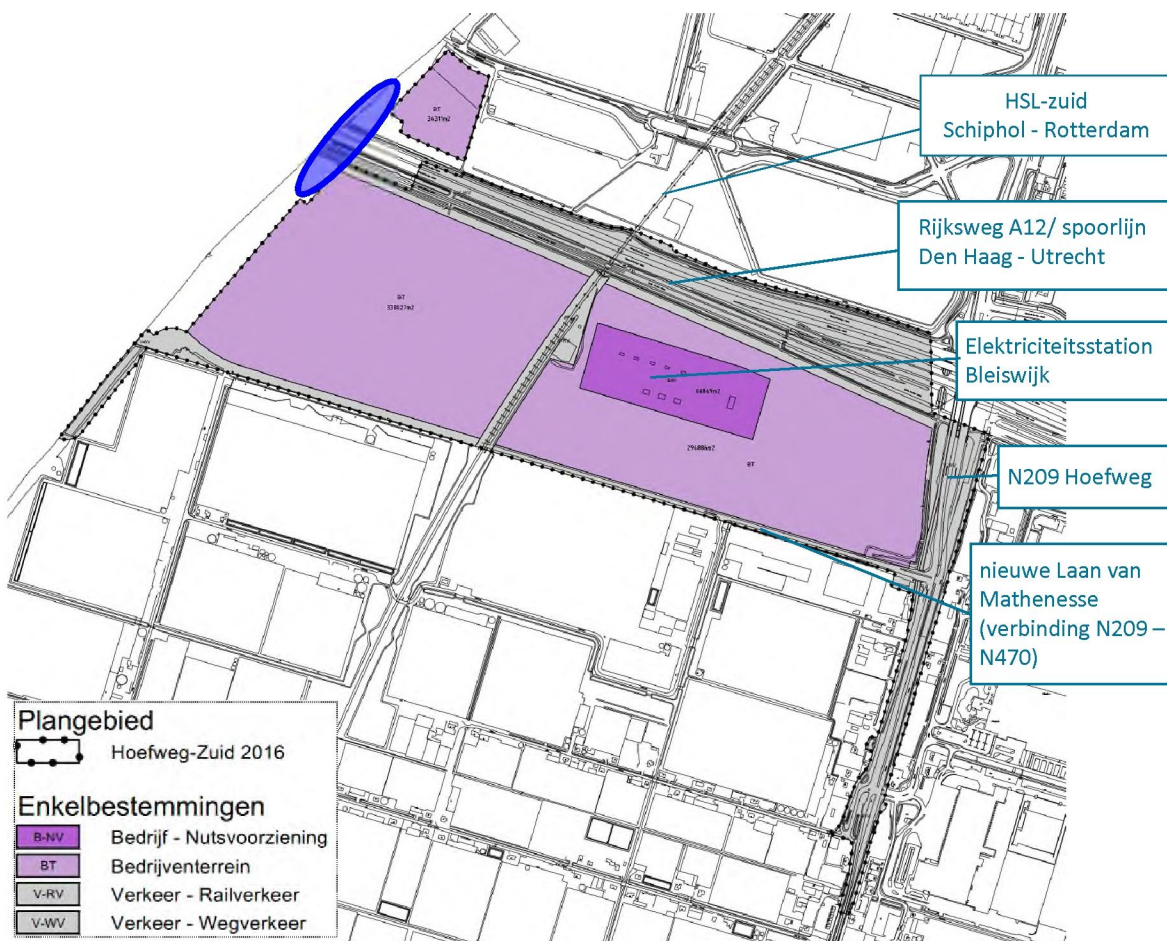 HSL-zuid
Schiphol - Rotterdam
Rijksweg A12/ spoorlijn
Den Haag - Utrecht
Elektriciteitsstation
Bleiswijk
N209 Hoefweg
nieuwe Laan van
Mathenesse
(verbinding N209 –
N470)
BT
BT
BT
Plangebied
Hoefweg-Zuid 2016
Enkelbestemmingen
B-NV Bedrijf - Nutsvoorziening
BT Bedrijventerrein
V-RV Verkeer - Railverkeer
V-WV Verkeer - Wegverkeer